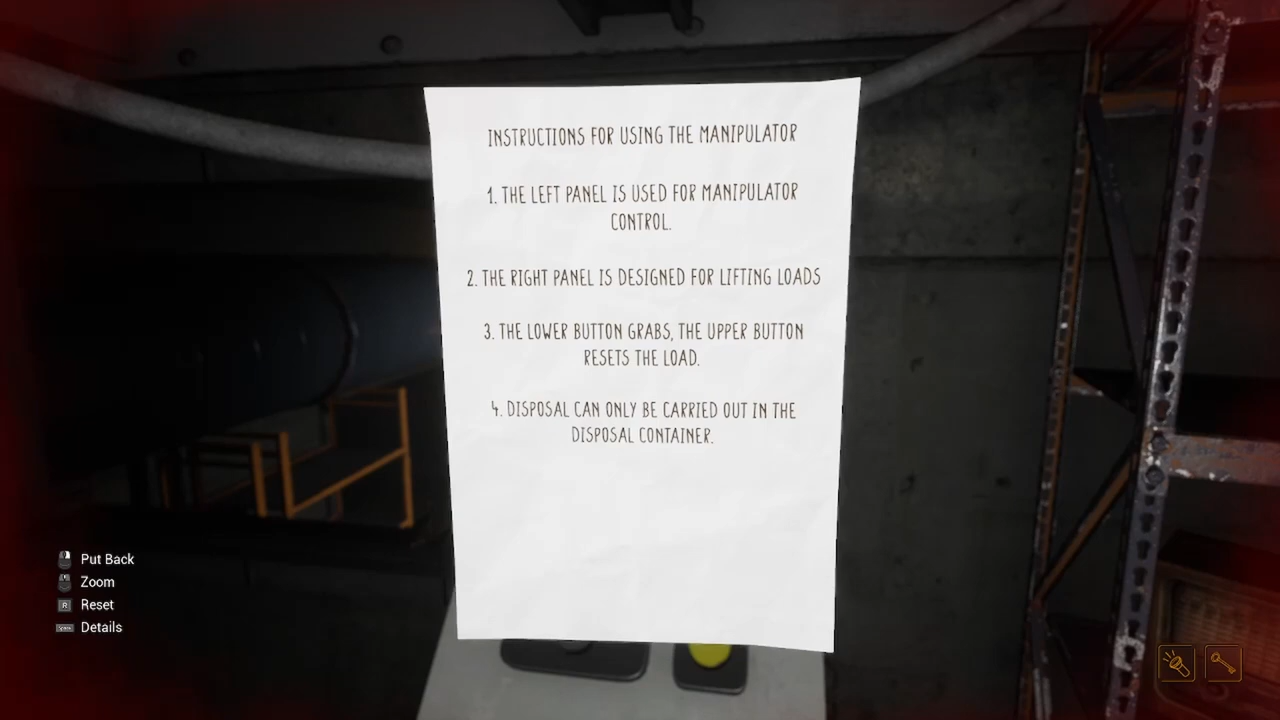 INSTRUCTIONS FOR USING THE MANIPULATOR
1. THE LEFT PANEL IS USED FOR MANIPULATOR
CONTROL.
2. THE RIGHT PANEL IS DESIGNED FOR LIFTING LOADS
3. THE LOWER BUTTON GRABS, THE UPPER BUTTON
RESETS THE LOAD.
4. DISPOSAL CAN ONLY BE CARRIED OUT IN THE
DISPOSAL CONTAINER.
Put Back
Zoom
R Reset
Space Details